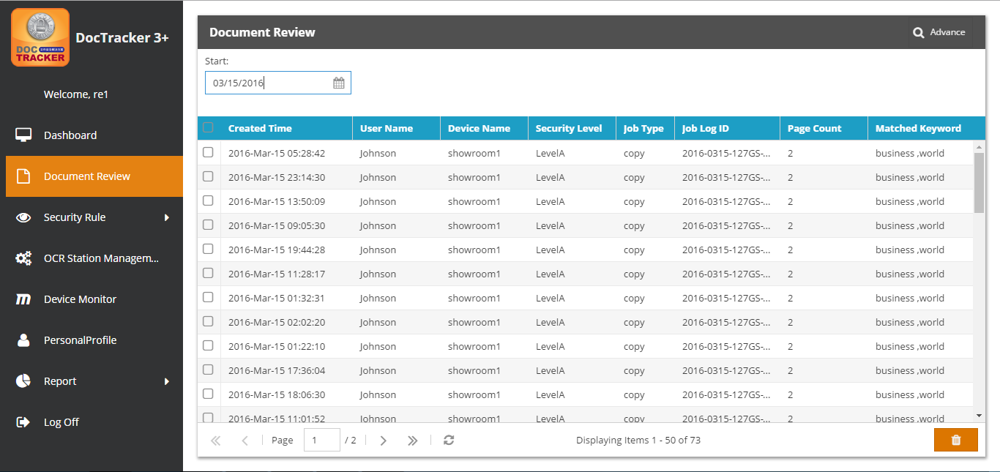 DOC 文件安全解决方案
TRACKER
DocTracker 3+
Welcome, re1
Dashboard
Document Review
Security Rule
OCR Station Managem...
Device Monitor
PersonalProfile
Report
Log Off
Document Review Advance
Start:
03/15/2016
Created Time User Name Device Name Security Level Job Type Job Log ID Page Count Matched Keyword
2016-Mar-15 05:28:42 Johnson showroom1 LevelA copy 2016-0315-127GS-... 2 business ,world
2016-Mar-15 23:14:30 Johnson showroom1 LevelA copy 2016-0315-127GS-... 2 business ,world
2016-Mar-15 13:50:09 Johnson showroom1 LevelA copy 2016-0315-127GS-... 2 business ,world
2016-Mar-15 09:05:30 Johnson showroom1 LevelA copy 2016-0315-127GS-... 2 business ,world
2016-Mar-15 19:44:28 Johnson showroom1 LevelA copy 2016-0315-127GS-... 2 business ,world
2016-Mar-15 11:28:17 Johnson showroom1 LevelA copy 2016-0315-127GS-... 2 business ,world
2016-Mar-15 01:32:31 Johnson showroom1 LevelA copy 2016-0315-127GS-... 2 business ,world
2016-Mar-15 02:02:20 Johnson showroom1 LevelA copy 2016-0315-127GS-... 2 business ,world
2016-Mar-15 01:22:10 Johnson showroom1 LevelA copy 2016-0315-127GS-... 2 business ,world
2016-Mar-15 17:36:04 Johnson showroom1 LevelA copy 2016-0315-127GS-... 2 business ,world
2016-Mar-15 18:06:30 Johnson showroom1 LevelA copy 2016-0315-127GS-... 2 business ,world
2016-Mar-15 11:01:52 Johnson showroom1 LevelA copy 2016-0315-127GS-... 2 business ,world
Page 1 / 2 Displaying Items 1 - 50 of 73